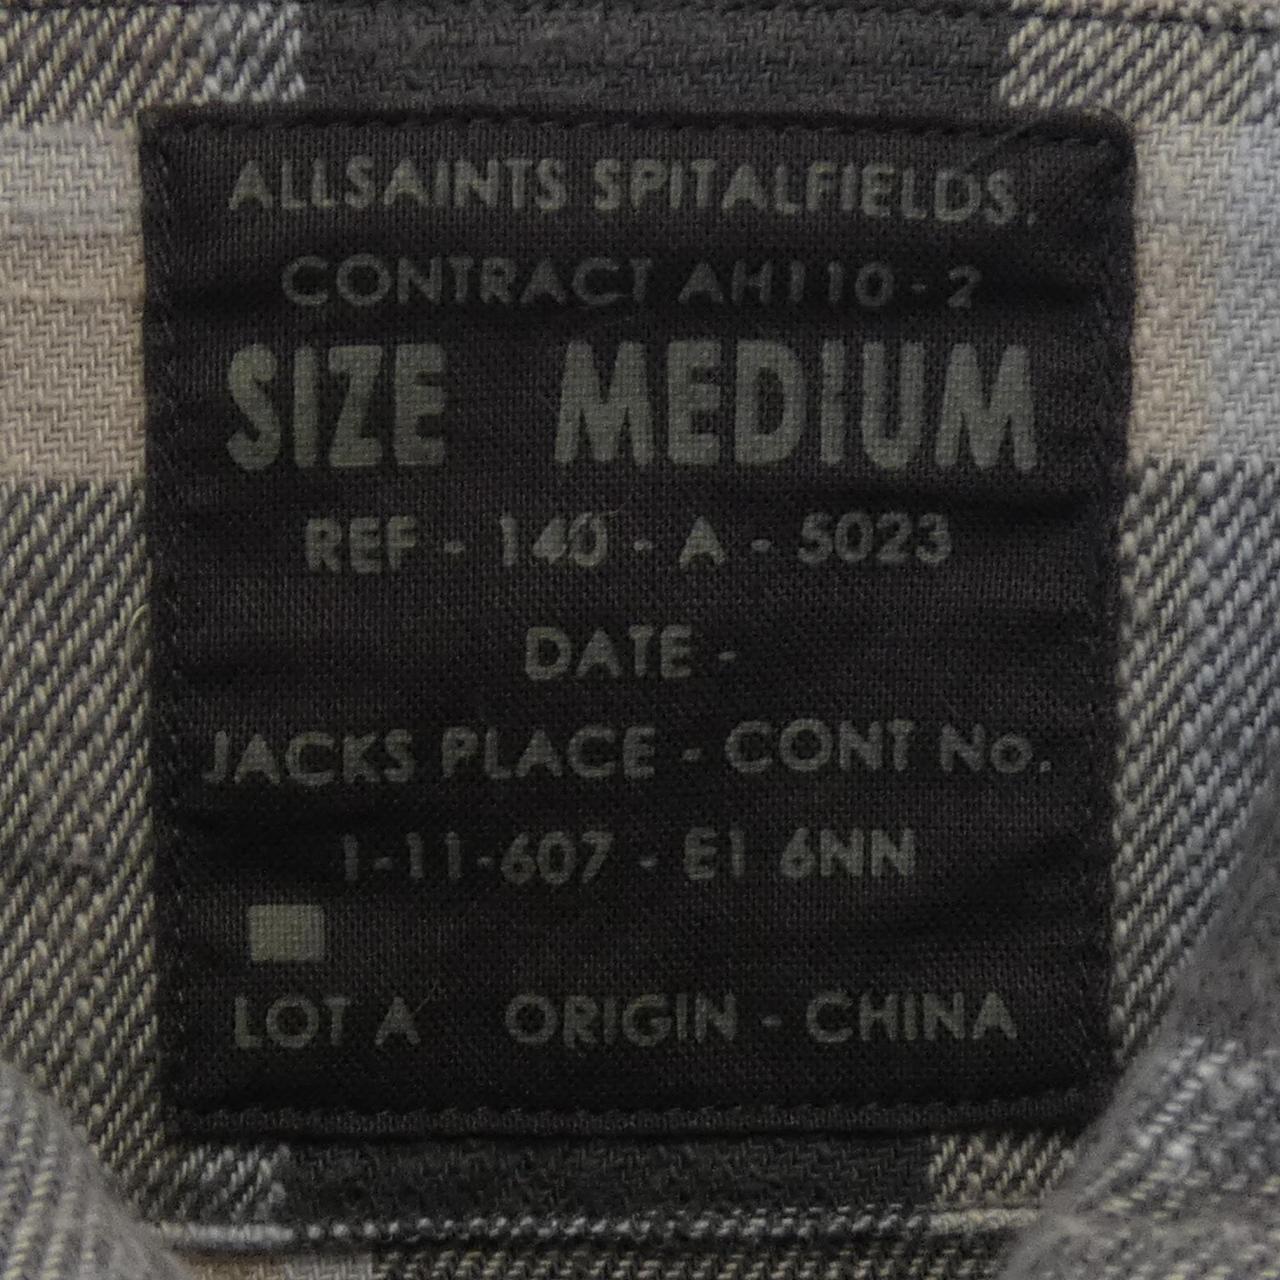 ALLSAINTS SPITALFIELDS.
CONTRACT AH110 - 2
SIZE MEDIUM
REF - 140 - A - 5023
DATE -
JACKS PLACE - CONT No.
1-11-607 - E1 6NN
LOT A ORIGIN - CHINA